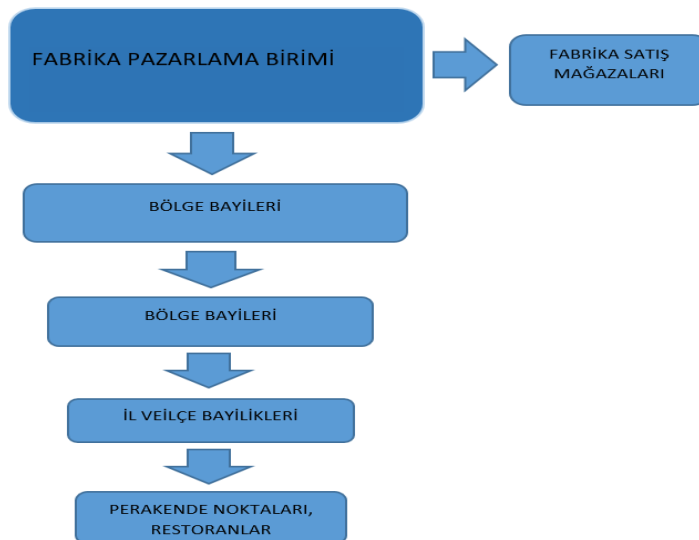 FABRİKA PAZARLAMA BİRİMİ
FABRİKA SATIŞ
MAĞAZALARI
BÖLGE BAYİLERİ
BÖLGE BAYİLERİ
İL VEİLÇE BAYİLİKLERİ
PERAKENDE NOKTALARI,
RESTORANLAR